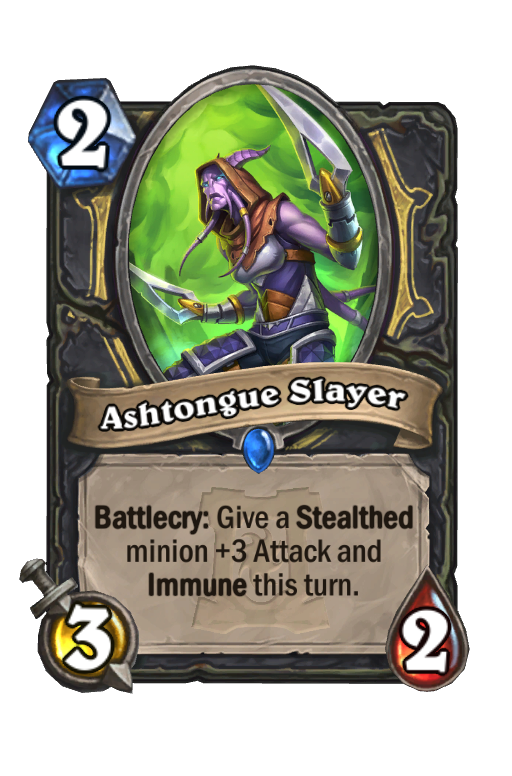 2
Ashtongue Slayer
Battlecry: Give a Stealthed
minion +3 Attack and
Immune this turn.
3
2